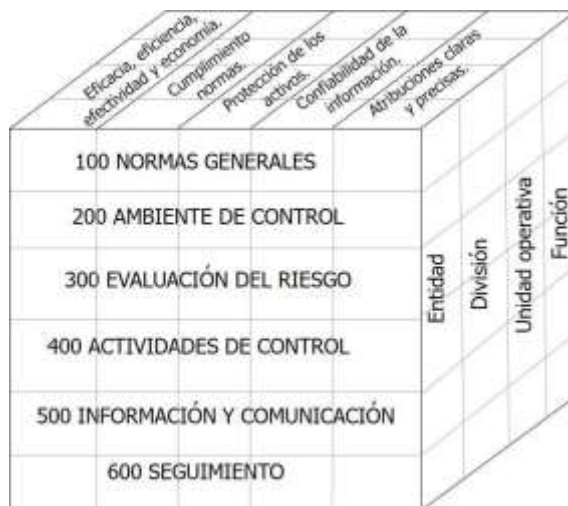 Eficacia, eficiencia,
efectividad y economía.
Cumplimiento
normas.
Protección de los
activos.
Confiabilidad de la
información.
Atribuciones claras
y precisas.
100 NORMAS GENERALES
200 AMBIENTE DE CONTROL
300 EVALUACIÓN DEL RIESGO
400 ACTIVIDADES DE CONTROL
500 INFORMACIÓN Y COMUNICACIÓN
600 SEGUIMIENTO
Entidad
División
Unidad operativa
Función